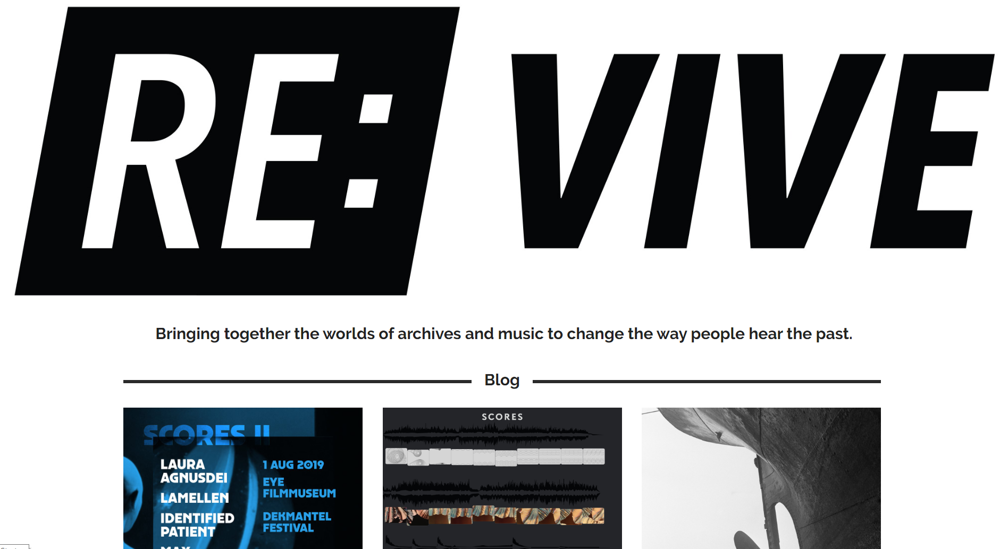 RE: VIVE
Bringing together the worlds of archives and music to change the way people hear the past.
Blog
SCORES II
LAURA
AGNUSDEI
LAMELLEN
IDENTIFIED
PATIENT
MAX
1 AUG 2019
EYE
FILMMUSEUM
DEKMANTEL
FESTIVAL
SCORES